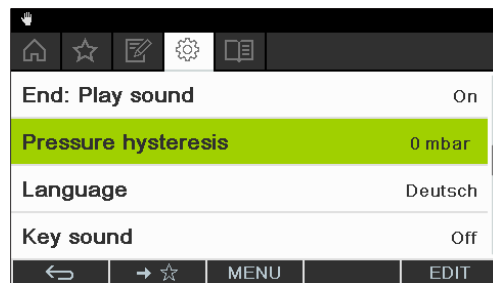 End: Play sound On
Pressure hysteresis 0 mbar
Language Deutsch
Key sound Off
MENU EDIT